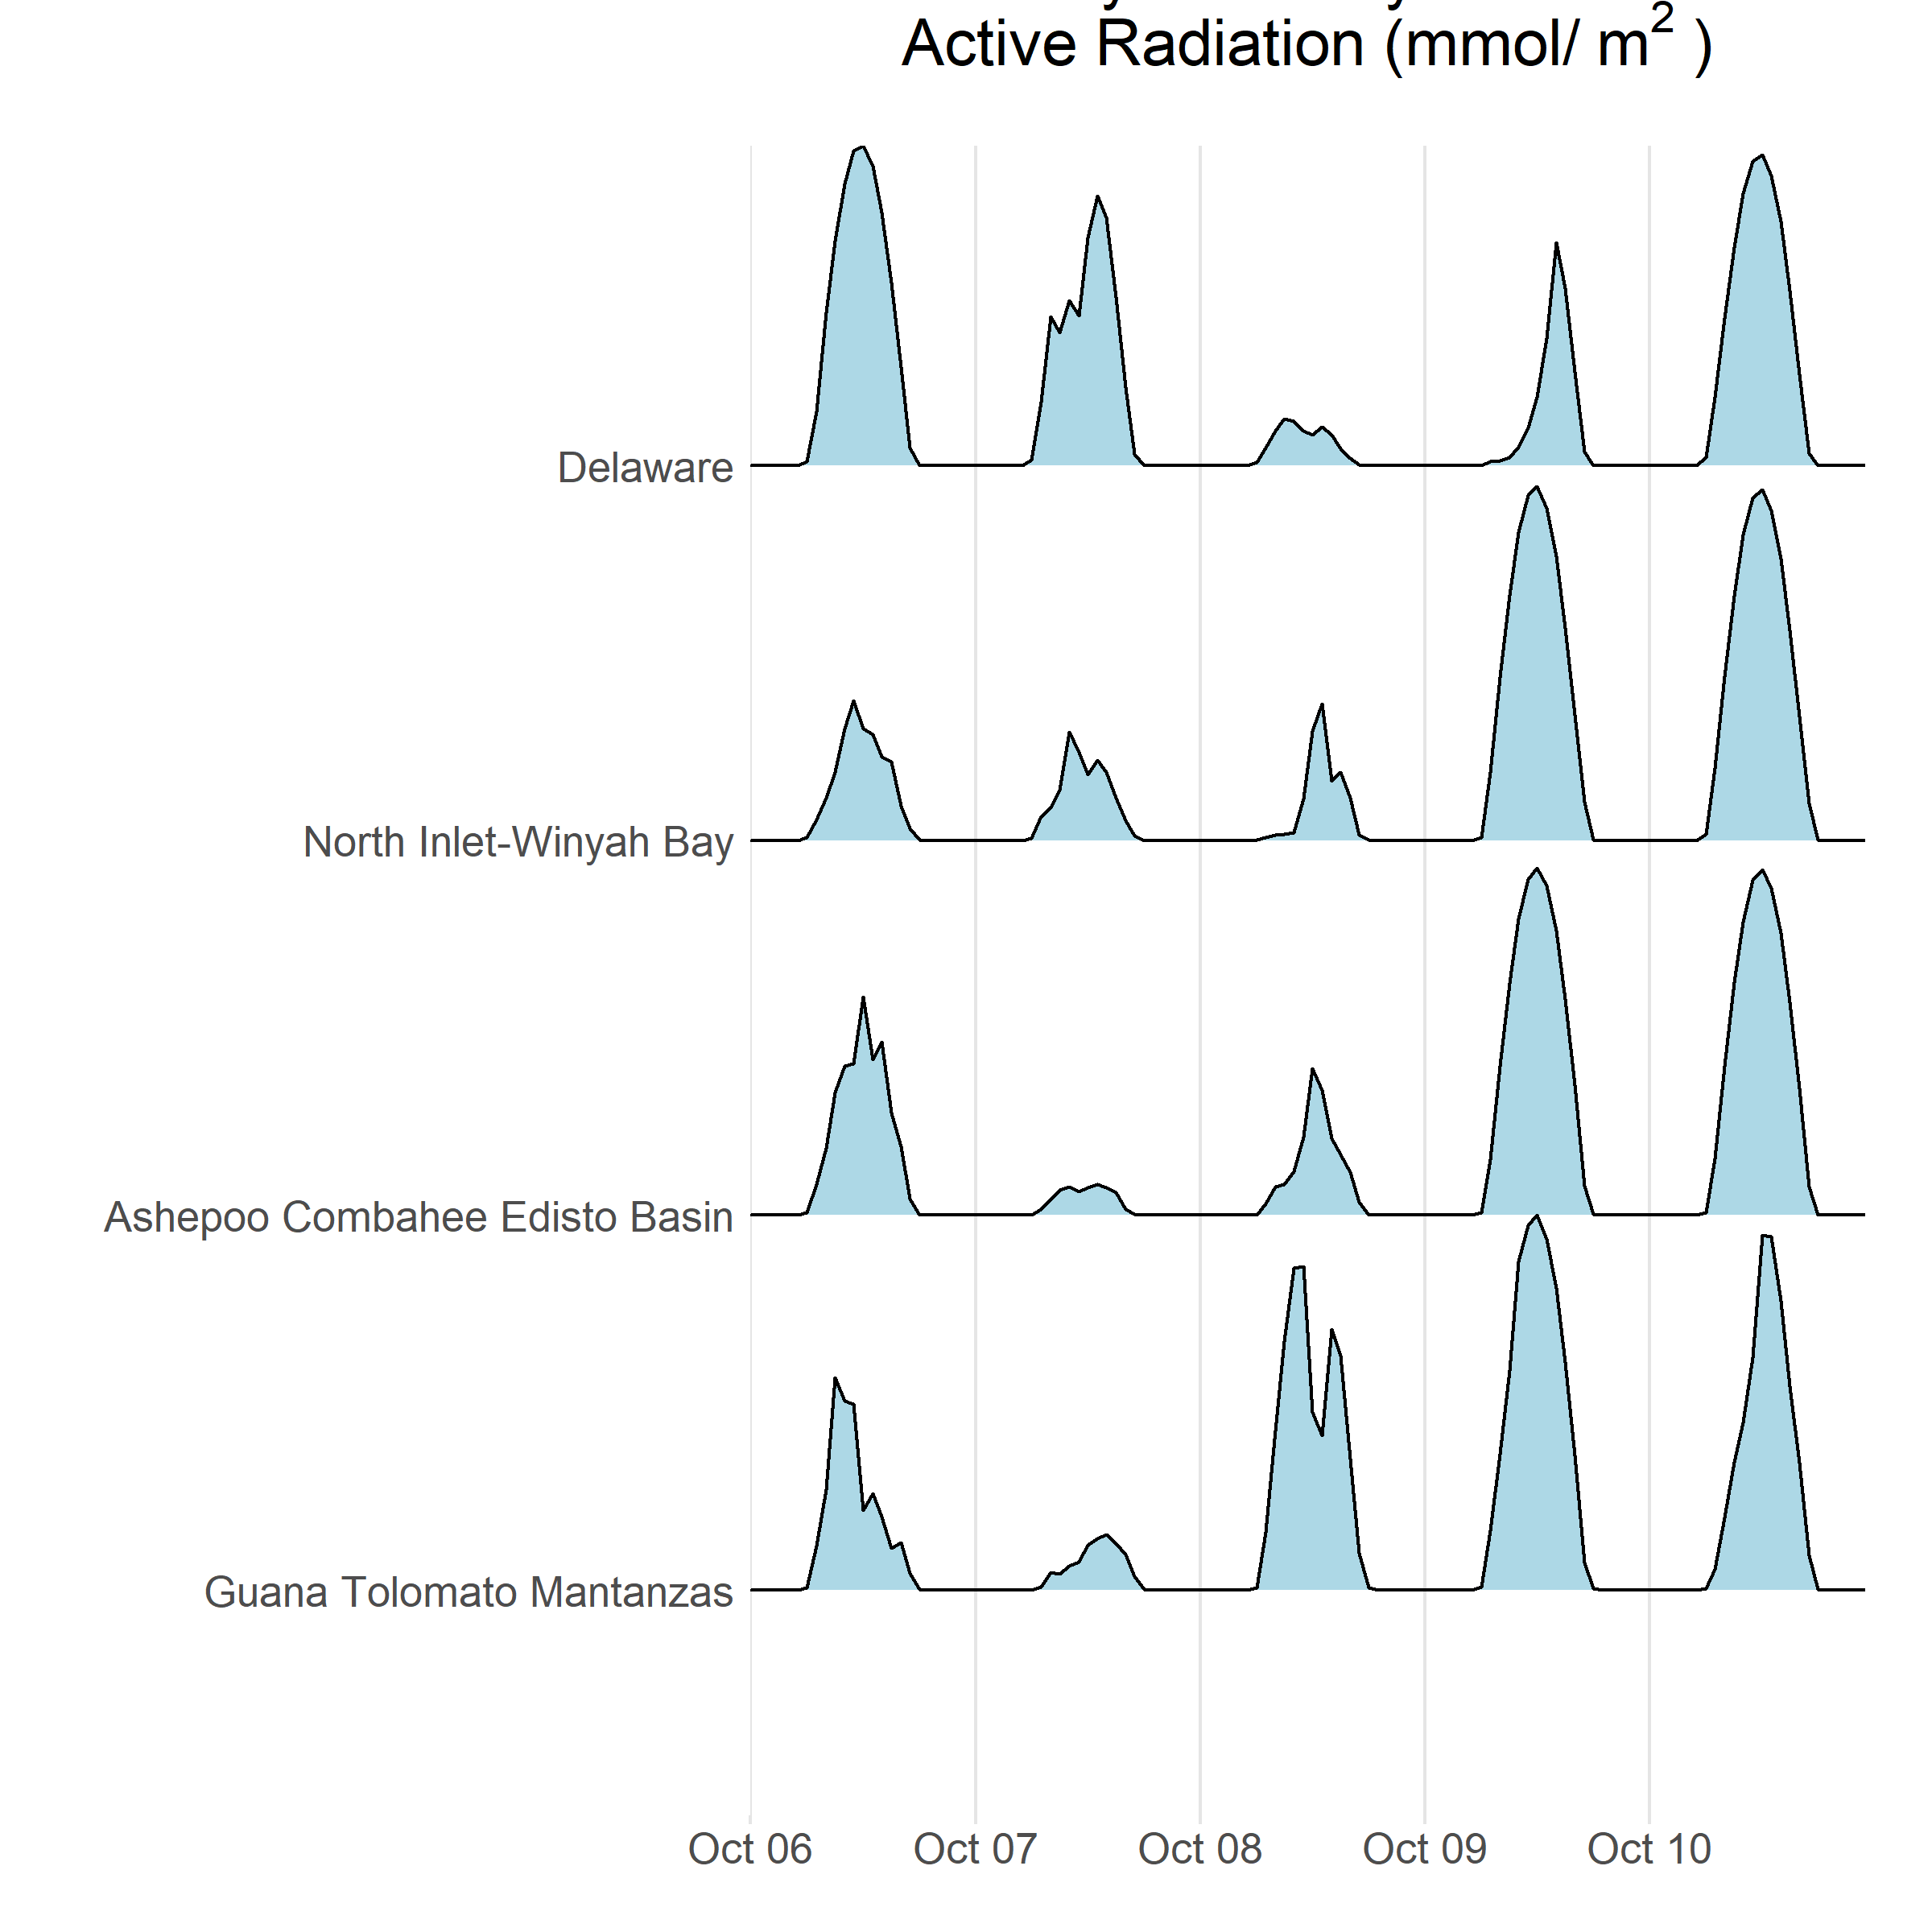 Active Radiation (mmol/ m² )
Delaware
North Inlet-Winyah Bay
Ashepoo Combahee Edisto Basin
Guana Tolomato Mantanzas
Oct 06 Oct 07 Oct 08 Oct 09 Oct 10